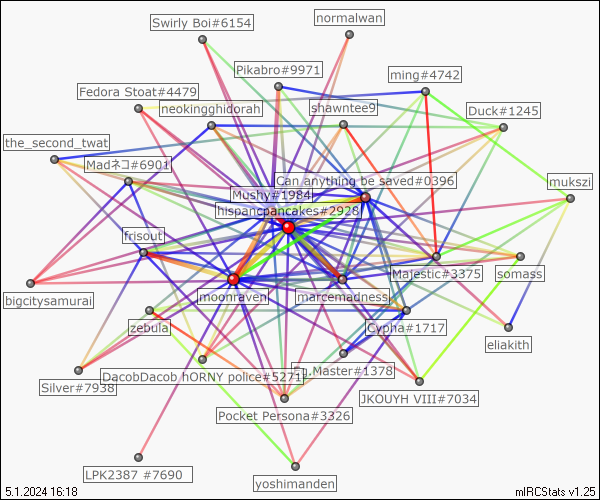 normalwan
Swirly Boi#6154
Pikabro#9971
ming#4742
Fedora Stoat#4479
neokingghidorah
shawntee9
Duck#1245
the_second_twat
Madネコ#6901
Can anything be saved#0396
mukszi
Mushy#1984
hispancpancakes#2928
frisout
Majestic#3375
somass
bigcitysamurai
moonraven
marcemadness
zebula
Cypha#1717
eliakith
DacobDacob hORNY police#5271
.Master#1378
Silver#7938
JKOUYH VIII#7034
Pocket Persona#3326
LPK2387 #7690
yoshimanden
5.1.2024 16:18
mIRCStats v1.25